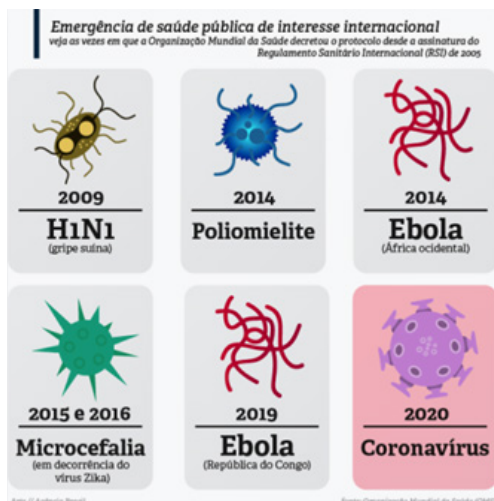 Emergência de saúde pública de interesse internacional
veja as vezes em que a Organização Mundial da Saúde decretou o protocolo desde a assinatura do
Regulamento Sanitário Internacional (RSI) de 2005
2009
H1N1
(gripe suína)
2014
Poliomielite
2014
Ebola
(África ocidental)
2015 e 2016
Microcefalia
(em decorrência do
vírus Zika)
2019
Ebola
(República do Congo)
2020
Coronavírus